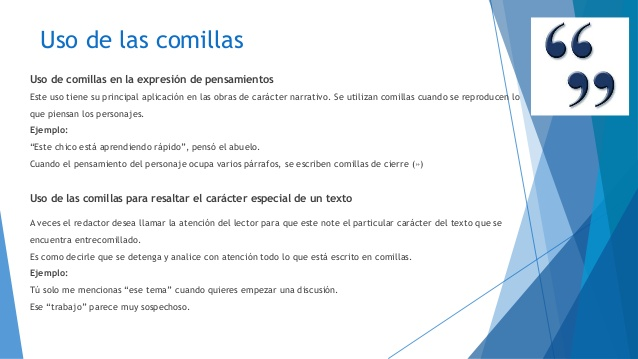 Uso de las comillas
Uso de comillas en la expresión de pensamientos
Este uso tiene su principal aplicación en las obras de carácter narrativo. Se utilizan comillas cuando se reproducen lo
que piensan los personajes.
Ejemplo:
“Este chico está aprendiendo rápido”, pensó el abuelo.
Cuando el pensamiento del personaje ocupa varios párrafos, se escriben comillas de cierre (»)
Uso de las comillas para resaltar el carácter especial de un texto
A veces el redactor desea llamar la atención del lector para que este note el particular carácter del texto que se
encuentra entrecomillado.
Es como decirle que se detenga y analice con atención todo lo que está escrito en comillas.
Ejemplo:
Tú solo me mencionas “ese tema” cuando quieres empezar una discusión.
Ese “trabajo” parece muy sospechoso.